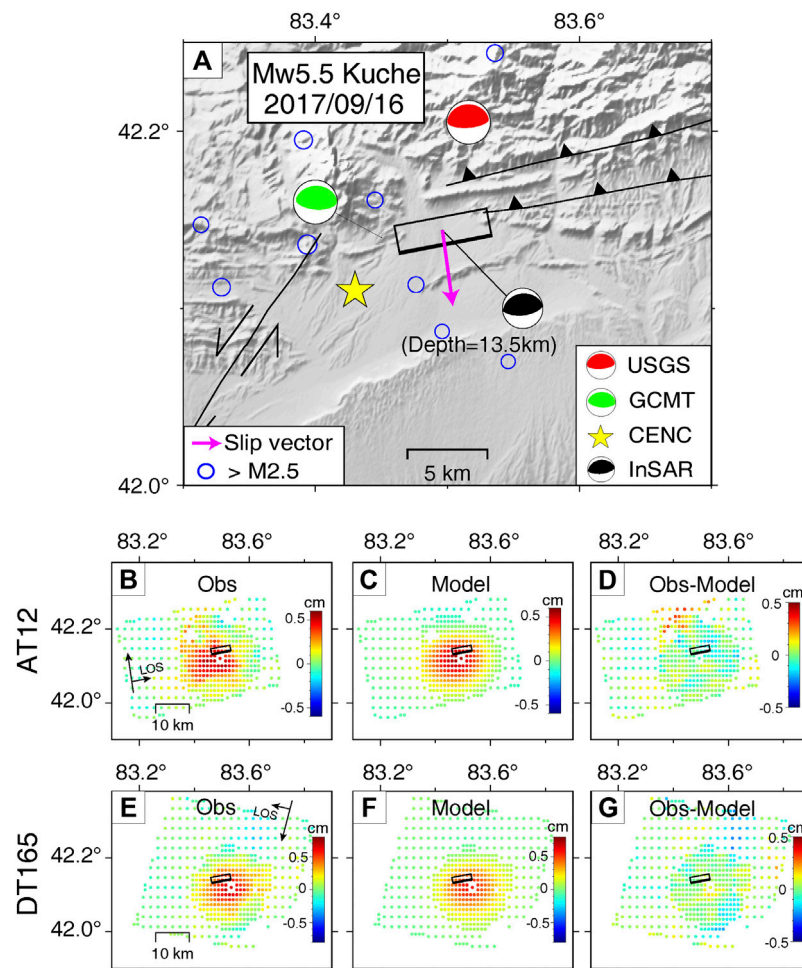 83.4° 83.6°
A
Mw5.5 Kuche
2017/09/16
42.2°
42.0°
(Depth=13.5km)
Slip vector
> M2.5
5 km
USGS
GCMT
CENC
InSAR
83.2° 83.6° 83.2° 83.6° 83.2° 83.6°
AT12
42.2°
42.0°
B Obs cm 0.5 0 -0.5
LOS
10 km
C Model cm 0.5 0 -0.5
D Obs-Model cm 0.5 0 -0.5
83.2° 83.6° 83.2° 83.6° 83.2° 83.6°
DT165
42.2°
42.0°
E Obs LOS cm 0.5 -0.5
10 km
F Model cm 0.5 -0.5
G Obs-Model cm 0.5 0 -0.5